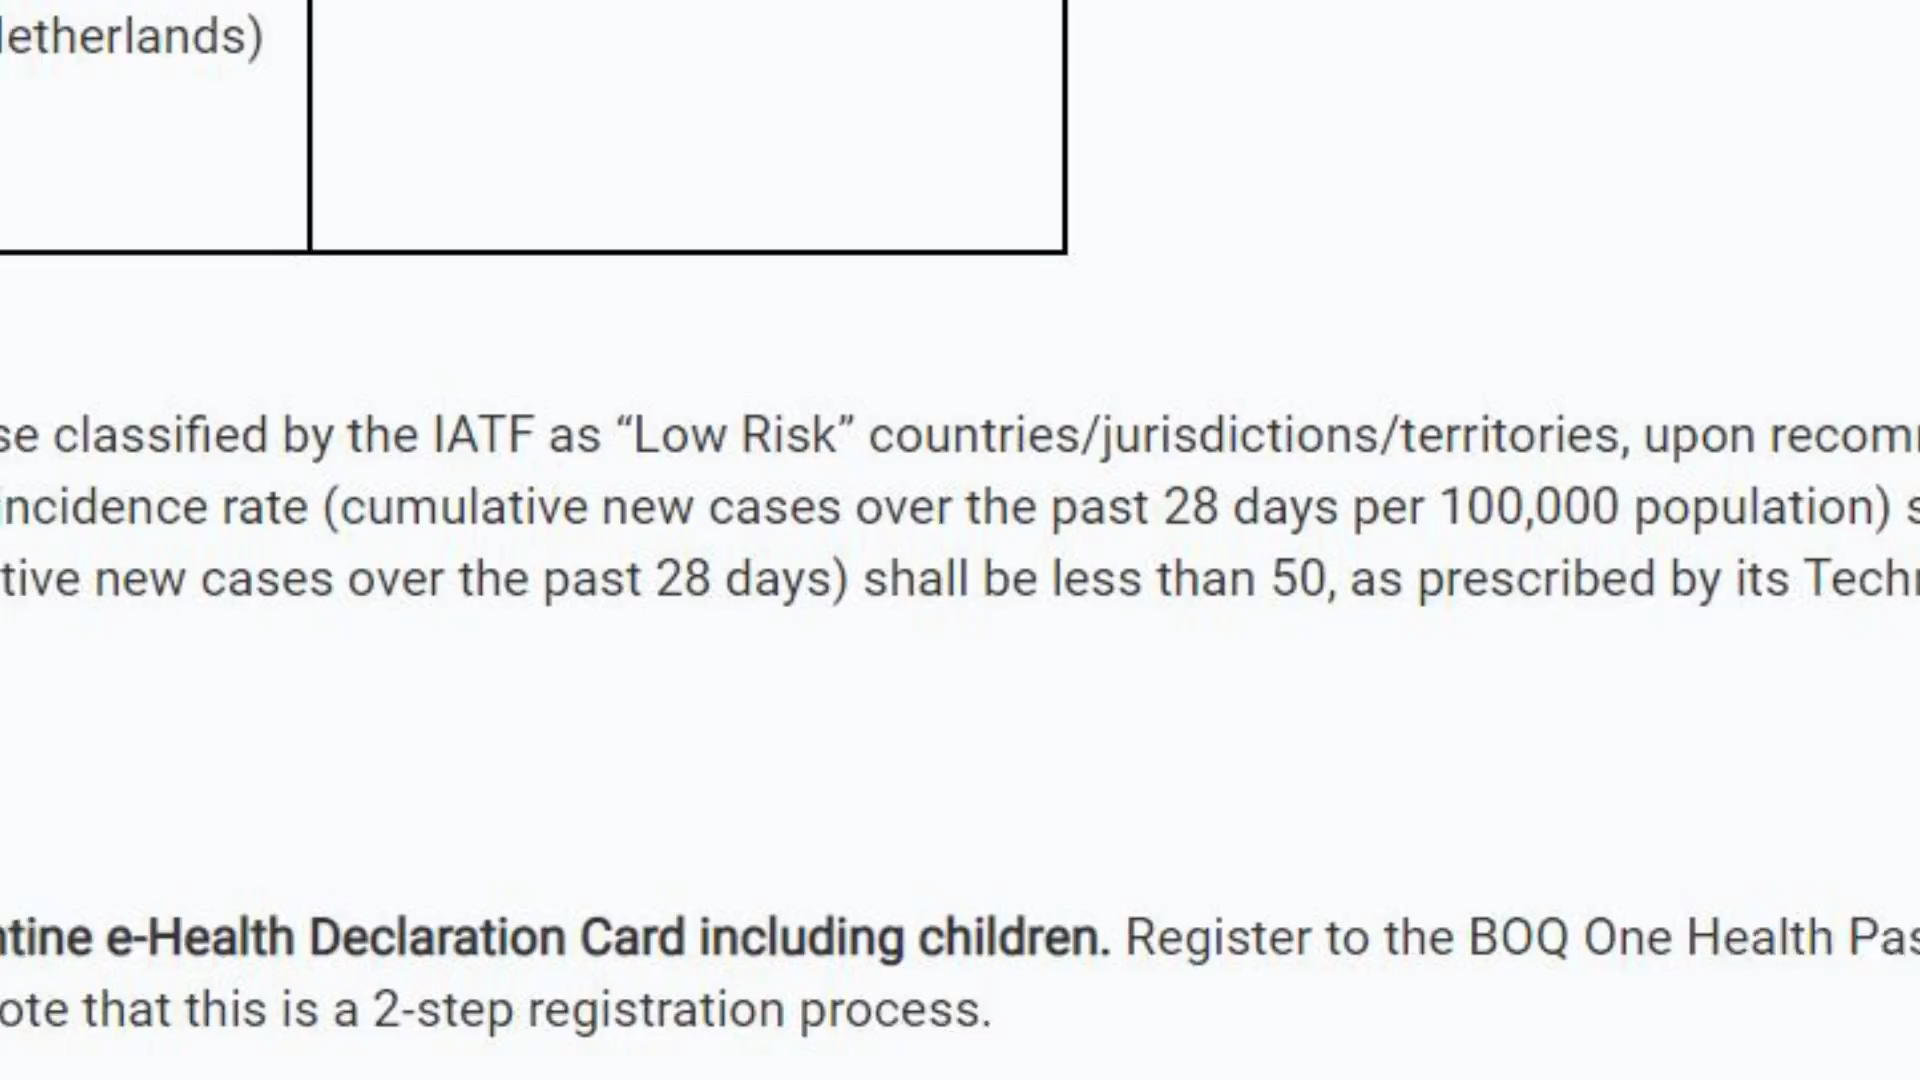 etherlands)
se classified by the IATF as “Low Risk” countries/jurisdictions/territories, upon recom
incidence rate (cumulative new cases over the past 28 days per 100,000 population) s
tive new cases over the past 28 days) shall be less than 50, as prescribed by its Tech
ntine e-Health Declaration Card including children. Register to the BOQ One Health Pas
ote that this is a 2-step registration process.